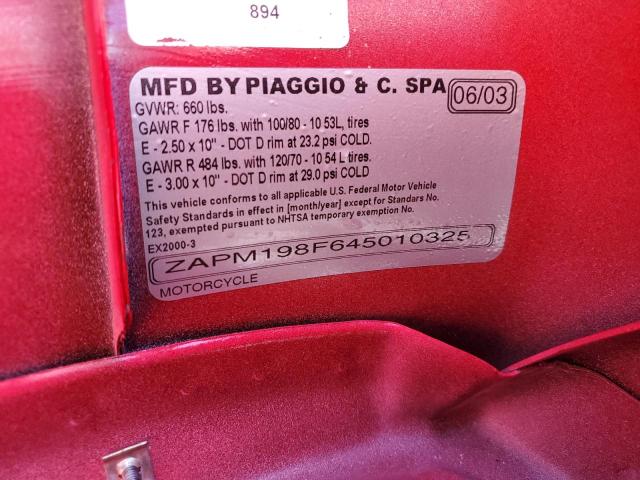 894
MFD BY PIAGGIO & C. SPA 06/03
GVWR: 660 lbs.
GAWR F 176 lbs. with 100/80 - 10 53L, tires
E - 2.50 x 10" - DOT D rim at 23.2 psi COLD.
GAWR R 484 lbs. with 120/70 - 10 54 L tires.
E - 3.00 x 10" - DOT D rim at 29.0 psi COLD
This vehicle conforms to all applicable U.S. Federal Motor Vehicle
Safety Standards in effect in [month/year] except for Standars No.
123, exempted pursuant to NHTSA temporary exemption No.
EX2000-3
ZAPM198F645010325
MOTORCYCLE